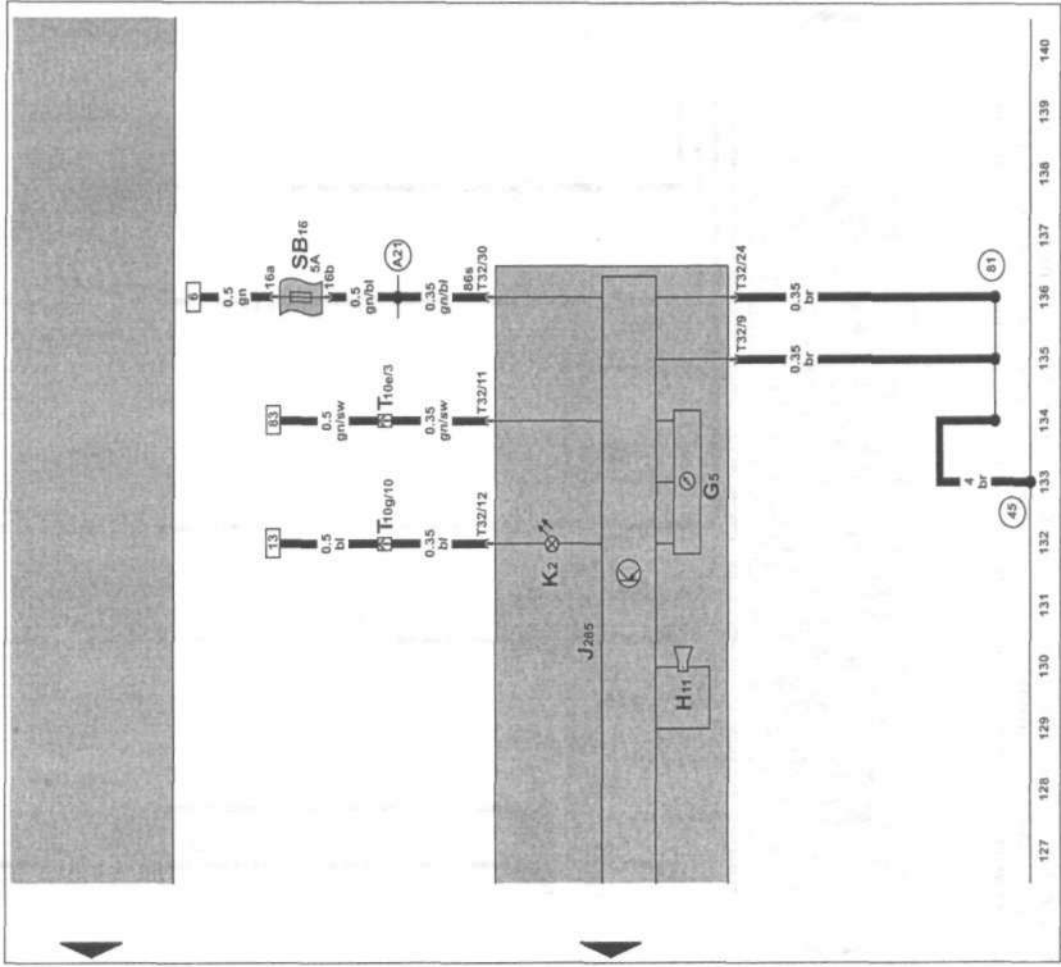 6
0.5
gn
16a
SB16
5A
16b
0.5
gn/bl
A21
0.35
gn/bl
86s
T32/30
83
0.5
gn/sw
T10e/3
0.35
gn/sw
T32/11
13
0.5
bl
T10g/10
0.35
bl
T32/12
K2
J285
K
G5
H11
T32/24
0.35
br
T32/9
0.35
br
81
4
br
45
127 128 129 130 131 132 133 134 135 136 137 138 139 140